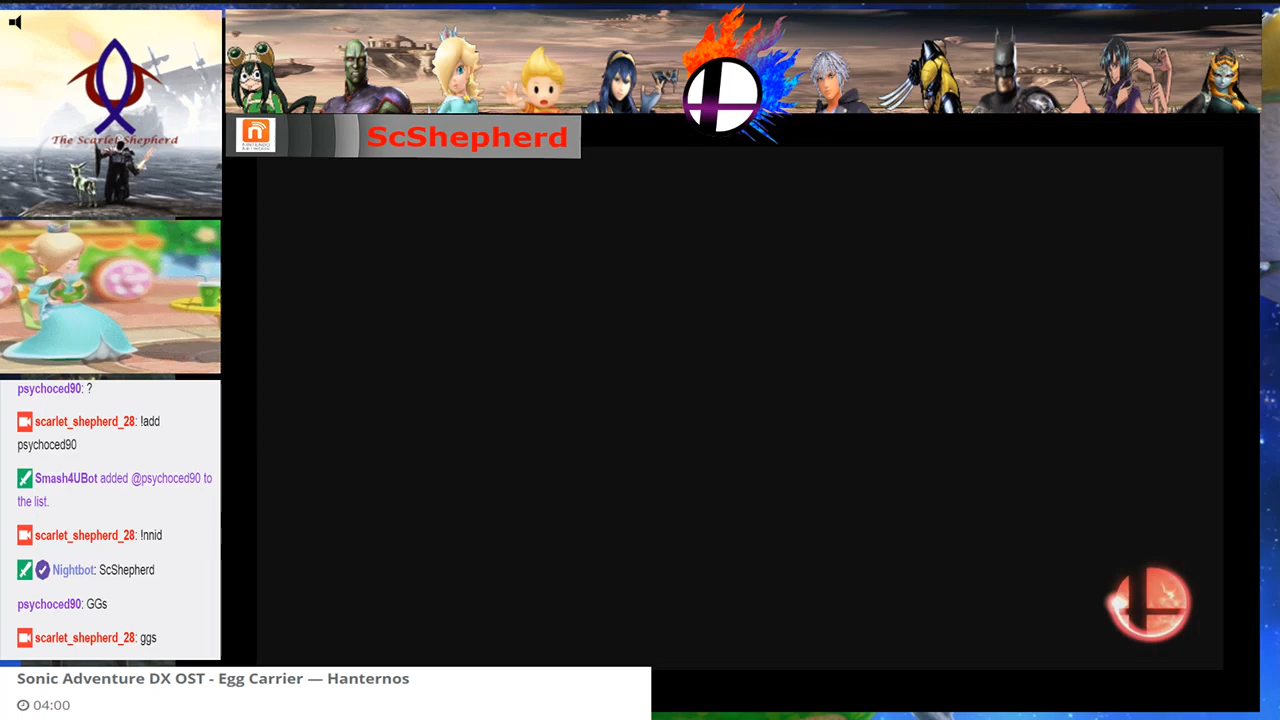 The Scarlet Shepherd
ScShepherd
psychoced90: ?
scarlet_shepherd_28: !add
psychoced90
Smash4UBot added @psychoced90 to
the list.
scarlet_shepherd_28: !nnid
Nightbot: ScShepherd
psychoced90: GGs
scarlet_shepherd_28: ggs
Sonic Adventure DX OST - Egg Carrier — Hanternos
04:00